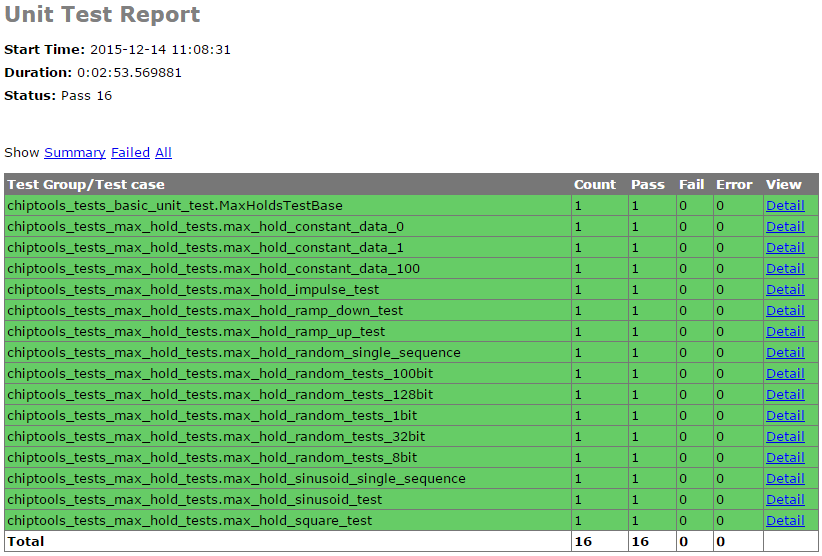 Unit Test Report
Start Time: 2015-12-14 11:08:31
Duration: 0:02:53.569881
Status: Pass 16
Show Summary Failed All
Test Group/Test case Count Pass Fail Error View
chiptools_tests_basic_unit_test.MaxHoldsTestBase 1 1 0 0 Detail
chiptools_tests_max_hold_tests.max_hold_constant_data_0 1 1 0 0 Detail
chiptools_tests_max_hold_tests.max_hold_constant_data_1 1 1 0 0 Detail
chiptools_tests_max_hold_tests.max_hold_constant_data_100 1 1 0 0 Detail
chiptools_tests_max_hold_tests.max_hold_impulse_test 1 1 0 0 Detail
chiptools_tests_max_hold_tests.max_hold_ramp_down_test 1 1 0 0 Detail
chiptools_tests_max_hold_tests.max_hold_ramp_up_test 1 1 0 0 Detail
chiptools_tests_max_hold_tests.max_hold_random_single_sequence 1 1 0 0 Detail
chiptools_tests_max_hold_tests.max_hold_random_tests_100bit 1 1 0 0 Detail
chiptools_tests_max_hold_tests.max_hold_random_tests_128bit 1 1 0 0 Detail
chiptools_tests_max_hold_tests.max_hold_random_tests_1bit 1 1 0 0 Detail
chiptools_tests_max_hold_tests.max_hold_random_tests_32bit 1 1 0 0 Detail
chiptools_tests_max_hold_tests.max_hold_random_tests_8bit 1 1 0 0 Detail
chiptools_tests_max_hold_tests.max_hold_sinusoid_single_sequence 1 1 0 0 Detail
chiptools_tests_max_hold_tests.max_hold_sinusoid_test 1 1 0 0 Detail
chiptools_tests_max_hold_tests.max_hold_square_test 1 1 0 0 Detail
Total 16 16 0 0